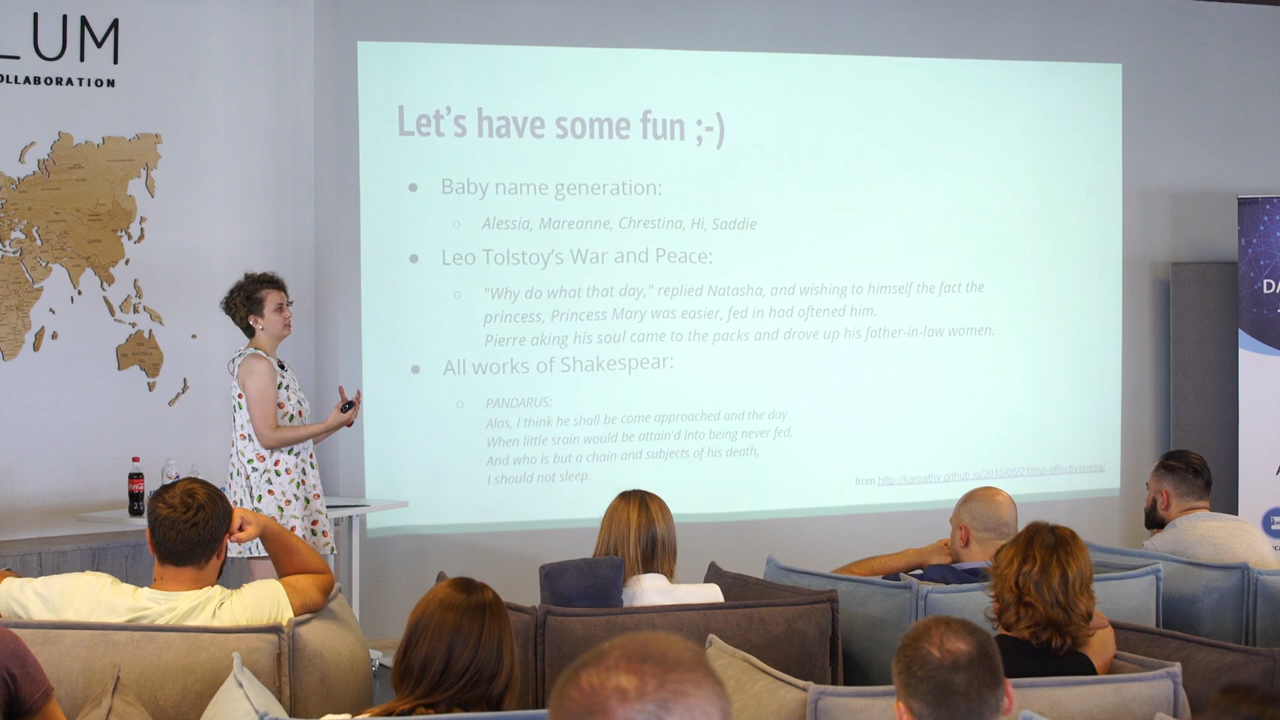 LUM
OLLABORATION
Let's have some fun ;-)
Baby name generation:
Alessia, Mareanne, Chrestina, Hi, Saddie
Leo Tolstoy's War and Peace:
"Why do what that day," replied Natasha, and wishing to himself the fact the
princess, Princess Mary was easier, fed in had oftened him.
Pierre aking his soul came to the packs and drove up his father-in-law women.
All works of Shakespear:
PANDARUS:
Alas, I think he shall be come approached and the day
When little srain would be attain'd into being never fed,
And who is but a chain and subjects of his death,
I should not sleep.
from http://karpathy.github.io/2015/05/21/rnn-effectiveness/
DA